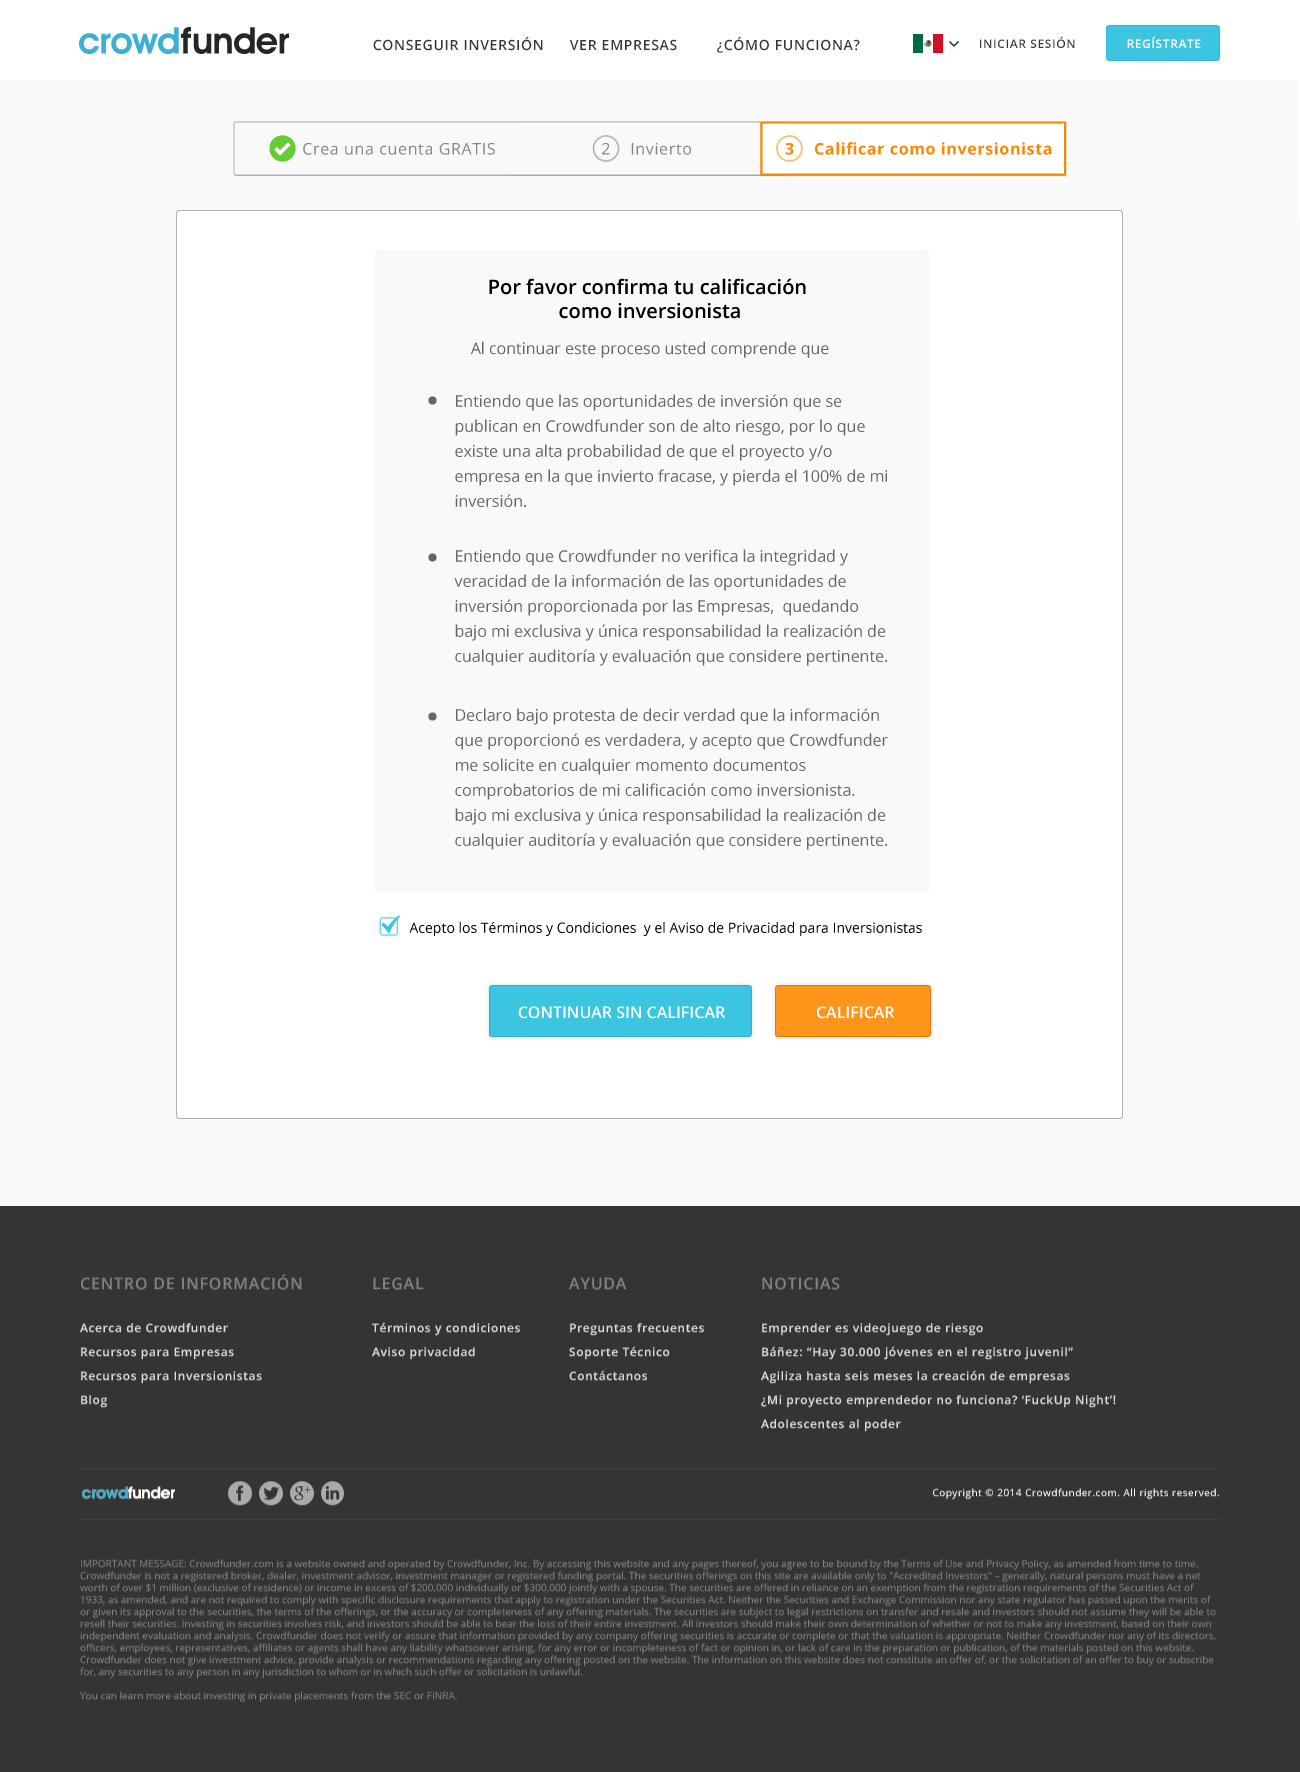 crowdfunder
CONSEGUIR INVERSIÓN VER EMPRESAS ¿CÓMO FUNCIONA? INICIAR SESIÓN REGÍSTRATE
Crea una cuenta GRATIS 2 Invierto 3 Calificar como inversionista
Por favor confirma tu calificación
como inversionista
Al continuar este proceso usted comprende que
Entiendo que las oportunidades de inversión que se
publican en Crowdfunder son de alto riesgo, por lo que
existe una alta probabilidad de que el proyecto y/o
empresa en la que invierto fracase, y pierda el 100% de mi
inversión.
Entiendo que Crowdfunder no verifica la integridad y
veracidad de la información de las oportunidades de
inversión proporcionada por las Empresas, quedando
bajo mi exclusiva y única responsabilidad la realización de
cualquier auditoría y evaluación que considere pertinente.
Declaro bajo protesta de decir verdad que la información
que proporcionó es verdadera, y acepto que Crowdfunder
me solicite en cualquier momento documentos
comprobatorios de mi calificación como inversionista.
bajo mi exclusiva y única responsabilidad la realización de
cualquier auditoría y evaluación que considere pertinente.
Acepto los Términos y Condiciones y el Aviso de Privacidad para Inversionistas
CONTINUAR SIN CALIFICAR CALIFICAR
CENTRO DE INFORMACIÓN LEGAL AYUDA NOTICIAS
Acerca de Crowdfunder Términos y condiciones Preguntas frecuentes Emprender es videojuego de riesgo
Recursos para Empresas Aviso privacidad Soporte Técnico Báñez: “Hay 30.000 jóvenes en el registro juvenil”
Recursos para Inversionistas Contáctanos Agiliza hasta seis meses la creación de empresas
Blog ¿Mi proyecto emprendedor no funciona? ‘FuckUp Night’!
Adolescentes al poder
crowdfunder f g+ in Copyright © 2014 Crowdfunder.com. All rights reserved.
IMPORTANT MESSAGE: Crowdfunder.com is a website owned and operated by Crowdfunder, Inc. By accessing this website and any pages thereof, you agree to be bound by the Terms of Use and Privacy Policy, as amended from time to time.
Crowdfunder is not a registered broker, dealer, investment advisor, investment manager or registered funding portal. The securities offerings on this site are available only to "Accredited Investors" – generally, natural persons must have a net
worth of over $1 million (exclusive of residence) or income in excess of $200,000 individually or $300,000 jointly with a spouse. The securities are offered in reliance on an exemption from the registration requirements of the Securities Act of
1933, as amended, and are not required to comply with specific disclosure requirements that apply to registration under the Securities Act. Neither the Securities and Exchange Commission nor any state regulator has passed upon the merits of
or given its approval to the securities, the terms of the offerings, or the accuracy or completeness of any offering materials. The securities are subject to legal restrictions on transfer and resale and investors should not assume they will be able to
resell their securities. Investing in securities involves risk, and investors should be able to bear the loss of their entire investment. All investors should make their own determination of whether or not to make any investment, based on their own
independent evaluation and analysis. Crowdfunder does not verify or assure that information provided by any company offering securities is accurate or complete or that the valuation is appropriate. Neither Crowdfunder nor any of its directors,
officers, employees, representatives, affiliates or agents shall have any liability whatsoever arising, for any error or incompleteness of fact or opinion in, or lack of care in the preparation or publication, of the materials posted on this website.
Crowdfunder does not give investment advice, provide analysis or recommendations regarding any offering posted on the website. The information on this website does not constitute an offer of, or the solicitation of an offer to buy or subscribe
for, any securities to any person in any jurisdiction to whom or in which such offer or solicitation is unlawful.
You can learn more about investing in private placements from the SEC or FINRA.